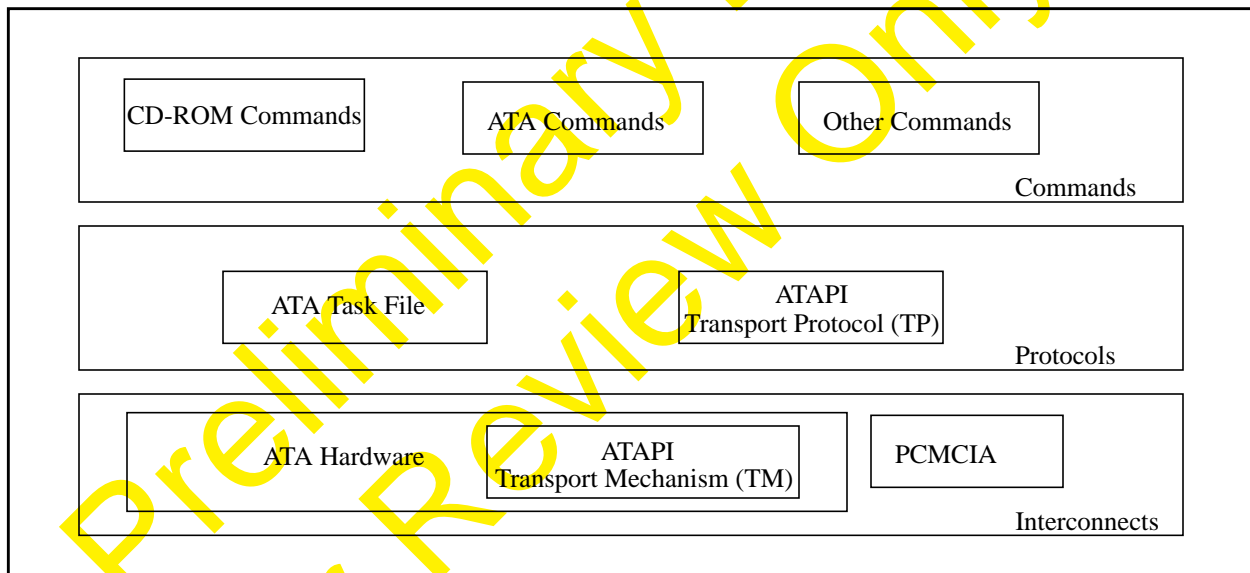 CD-ROM Commands
ATA Commands
Other Commands
Commands
ATA Task File
ATAPI
Transport Protocol (TP)
Protocols
ATA Hardware
ATAPI
Transport Mechanism (TM)
PCMCIA
Interconnects
Preliminary
Review Only